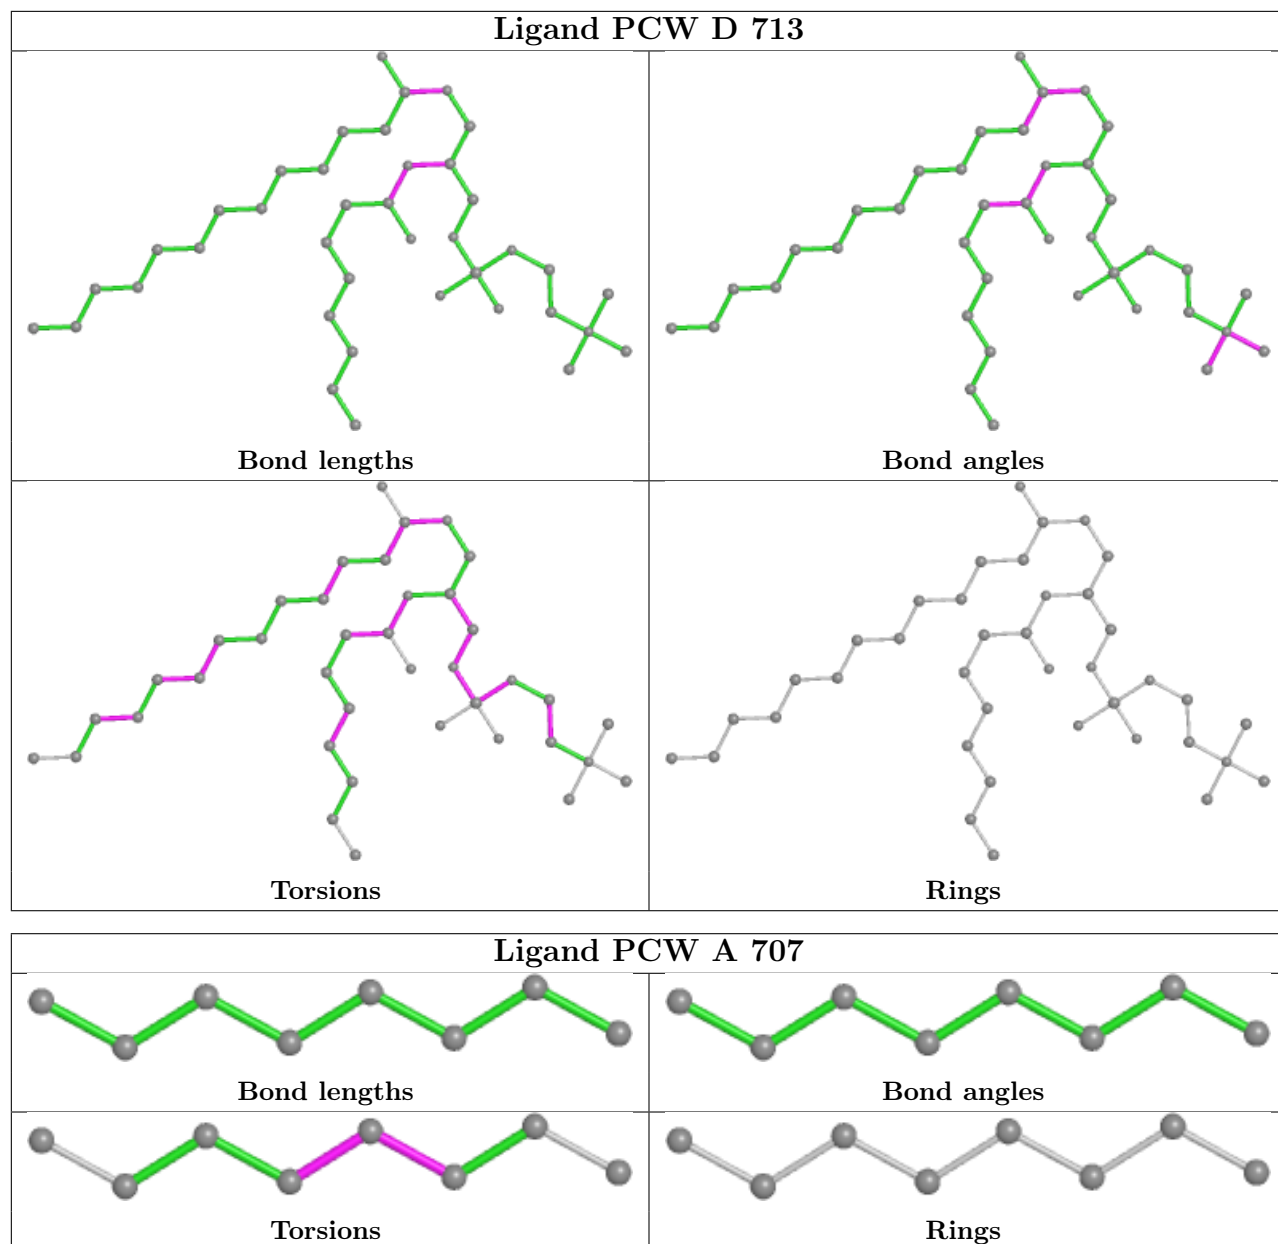 Ligand PCW D 713
Bond lengths
Bond angles
Torsions
Rings
Ligand PCW A 707
Bond lengths
Bond angles
Torsions
Rings